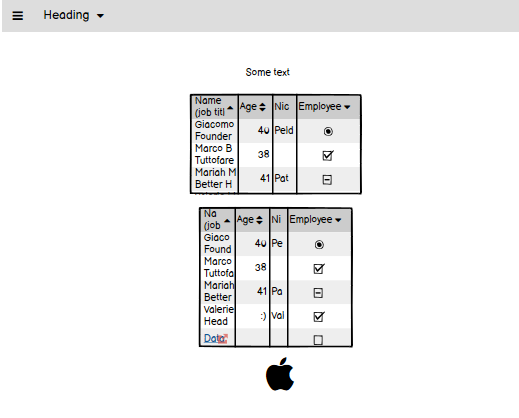 Heading
Some text
Name
(job titl Age Nic Employee
Giacomo
Founder 40 Peld
Marco B
Tuttofare 38
Mariah M
Better H 41 Pat
Na
(job Age Ni Employee
Giaco
Found 40 Pe
Marco
Tuttofa 38
Mariah
Better 41 Pa
Valerie
Head :) Val
Data